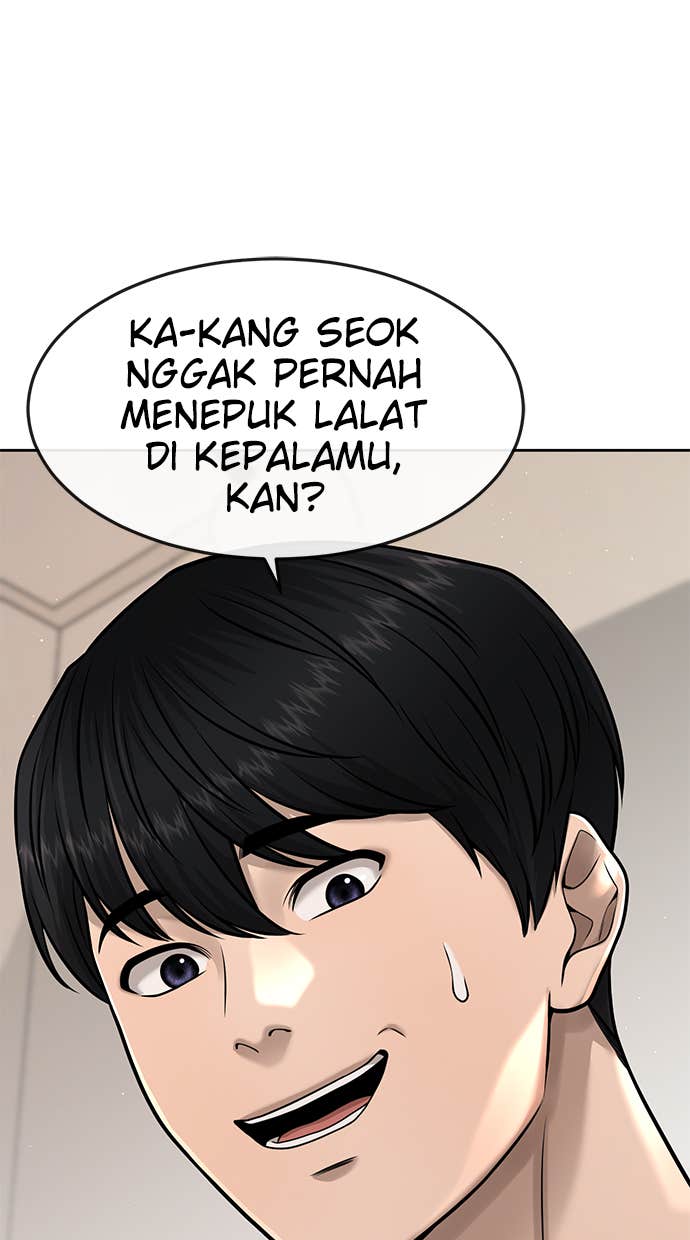 KA-KANG SEOK
NGGAK PERNAH
MENEPUK LALAT
DI KEPALAMU,
KAN?